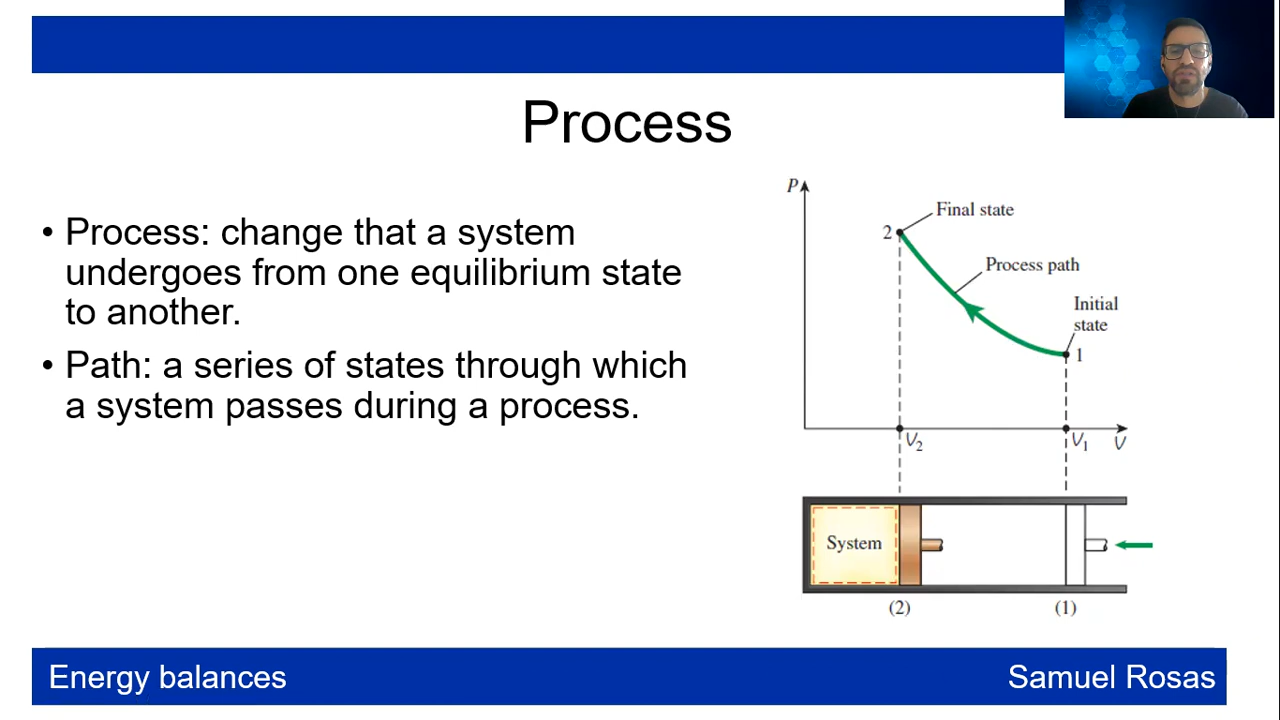 Process
• Process: change that a system
undergoes from one equilibrium state
to another.
• Path: a series of states through which
a system passes during a process.
P
Final state
2
Process path
Initial
state
1
V2
V1
V
System
(2)
(1)
Energy balances
Samuel Rosas